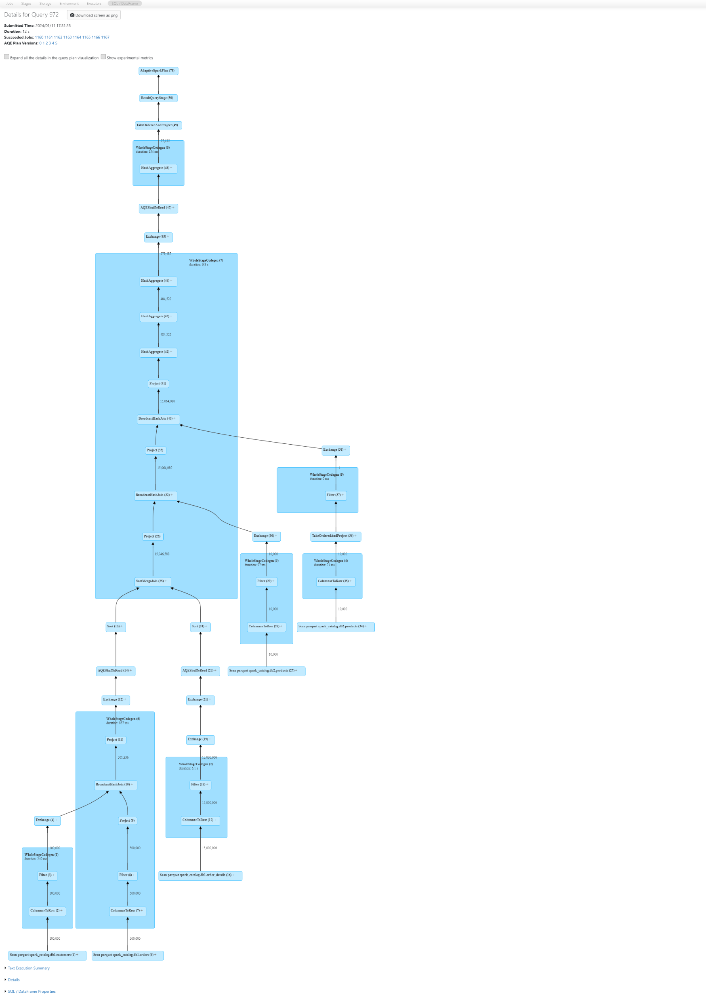 Jobs Stages Storage Environment Executors SQL / DataFrame
Details for Query 972 Download screen as png
Submitted Time: 2024/01/11 17:31:28
Duration: 12 s
Succeeded Jobs: 1160 1161 1162 1163 1164 1165 1166 1167
AQE Plan Versions: 0 1 2 3 4 5
Expand all the details in the query plan visualization Show experimental metrics
AdaptiveSparkPlan (78)
ResultQueryStage (50)
TakeOrderedAndProject (49)
97,125
WholeStageCodegen (8)
duration: 154 ms
HashAggregate (48) +
AQEShuffleRead (47) +
Exchange (45) +
279,487
WholeStageCodegen (7)
duration: 6.8 s
HashAggregate (44) +
484,522
HashAggregate (43) +
484,522
HashAggregate (42) +
Project (41)
15,064,080
BroadcastHashJoin (40) +
Project (33)
Exchange (38) +
15,064,080
1
WholeStageCodegen (5)
duration: 0 ms
BroadcastHashJoin (32) +
Filter (37) +
Project (26)
Exchange (30) +
TakeOrderedAndProject (36) +
15,046,588
10,000
10,000
WholeStageCodegen (3)
duration: 97 ms
WholeStageCodegen (4)
duration: 71 ms
SortMergeJoin (25) +
Filter (29) +
ColumnarToRow (35) +
10,000
10,000
Sort (15) +
Sort (24) +
ColumnarToRow (28) +
Scan parquet spark_catalog.db2.products (34) +
10,000
AQEShuffleRead (14) +
AQEShuffleRead (23) +
Scan parquet spark_catalog.db2.products (27) +
Exchange (12) +
Exchange (21) +
WholeStageCodegen (6)
duration: 857 ms
Project (11)
Exchange (19) +
501,336
15,000,000
WholeStageCodegen (2)
duration: 6.1 s
BroadcastHashJoin (10) +
Filter (18) +
15,000,000
Exchange (4) +
Project (9)
ColumnarToRow (17) +
100,000
500,000
15,000,000
WholeStageCodegen (1)
duration: 240 ms
Filter (3) +
Filter (8) +
Scan parquet spark_catalog.db1.order_details (16) +
100,000
500,000
ColumnarToRow (2) +
ColumnarToRow (7) +
100,000
500,000
Scan parquet spark_catalog.db1.customers (1) +
Scan parquet spark_catalog.db1.orders (6) +
Text Execution Summary
Details
SQL / DataFrame Properties